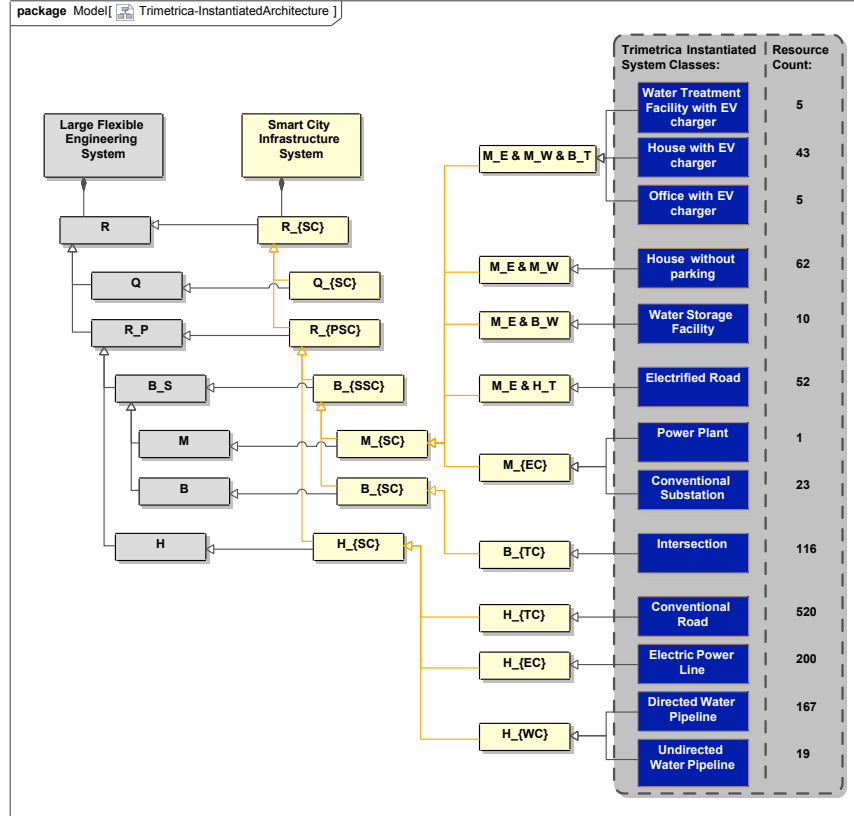 package Model[ Trimetrica-InstantiatedArchitecture ]
Trimetrica Instantiated
System Classes:
Resource
Count:
Large Flexible
Engineering
System
Smart City
Infrastructure
System
Water Treatment
Facility with EV
charger
5
M_E & M_W & B_T
House with EV
charger
43
Office with EV
charger
5
R
R_{SC}
Q
Q_{SC}
M_E & M_W
House without
parking
62
R_P
R_{PSC}
M_E & B_W
Water Storage
Facility
10
B_S
B_{SSC}
M_E & H_T
Electrified Road
52
M
M_{SC}
Power Plant
1
M_{EC}
B
B_{SC}
Conventional
Substation
23
H
H_{SC}
B_{TC}
Intersection
116
H_{TC}
Conventional
Road
520
H_{EC}
Electric Power
Line
200
Directed Water
Pipeline
167
H_{WC}
Undirected
Water Pipeline
19